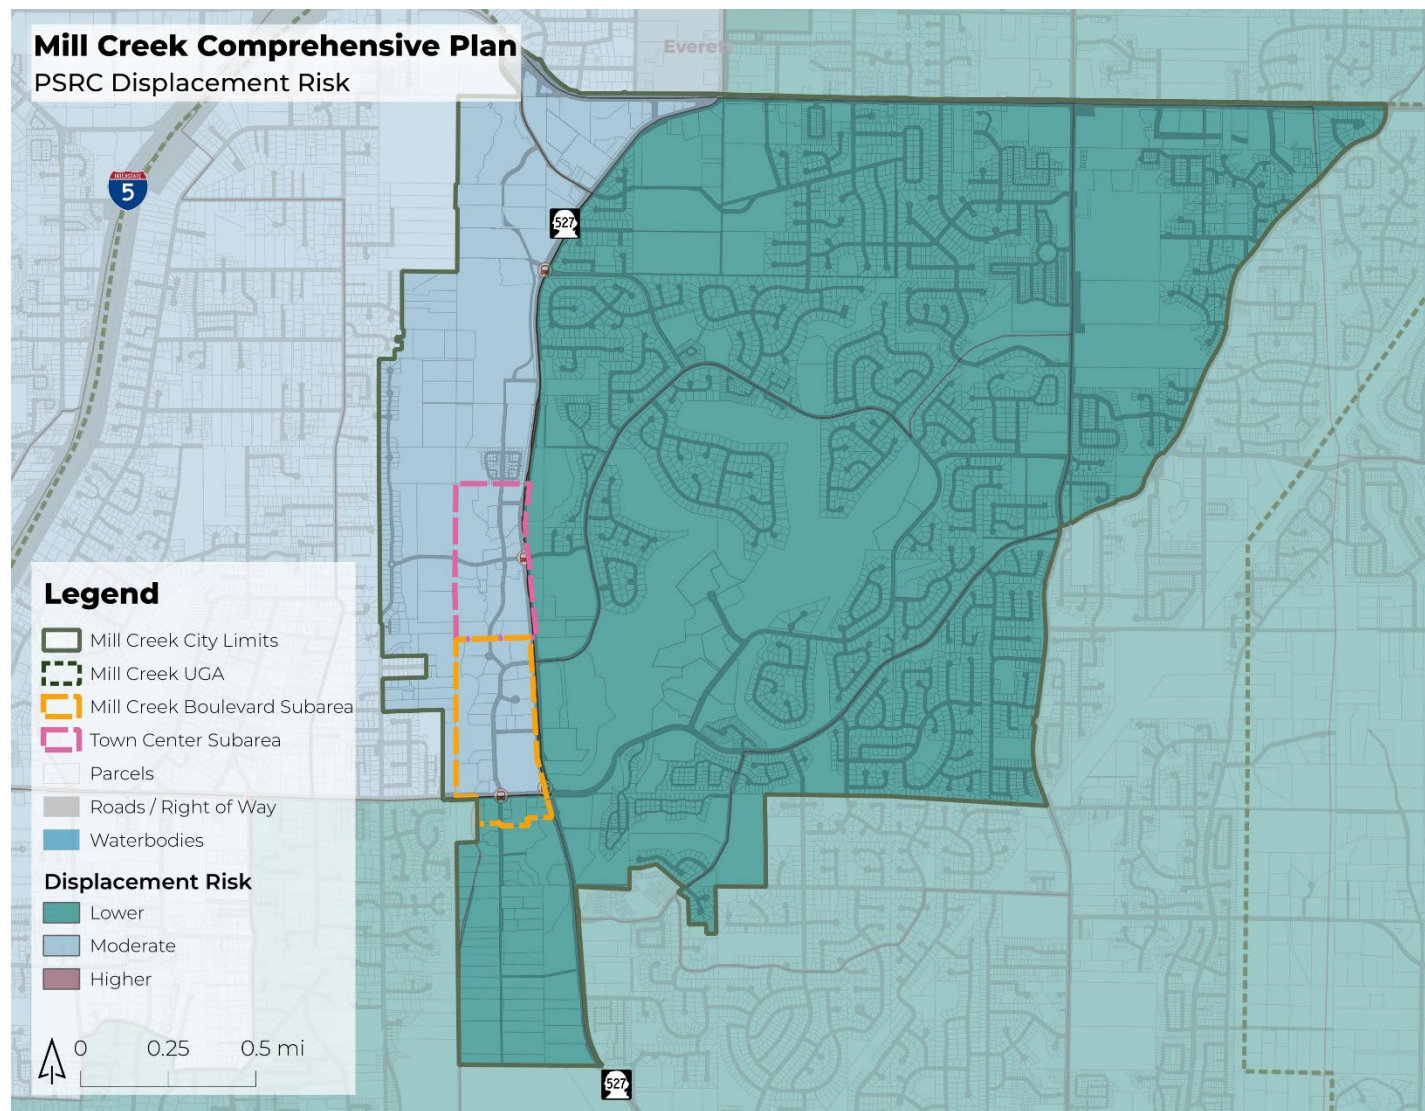 Mill Creek Comprehensive Plan
PSRC Displacement Risk
Everett
INTERSTATE
5
527
Legend
Mill Creek City Limits
Mill Creek UGA
Mill Creek Boulevard Subarea
Town Center Subarea
Parcels
Roads / Right of Way
Waterbodies
Displacement Risk
Lower
Moderate
Higher
0 0.25 0.5 mi
527